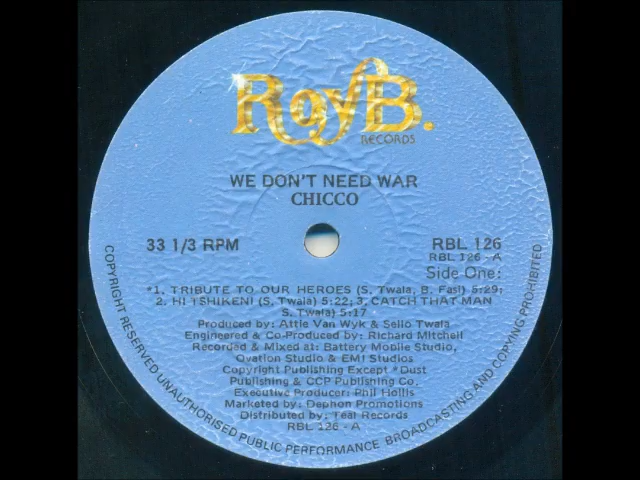 Roy B.
RECORDS
WE DON'T NEED WAR
CHICCO
33 1/3 RPM
RBL 126
RBL 126 - A
Side One:
*1. TRIBUTE TO OUR HEROES (S. Twala, B. Fasi) 5:29;
2. HI TSHIKENI (S. Twala) 5:22; 3. CATCH THAT MAN
S. Twala) 5:17
Produced by: Attie Van Wyk & Sello Twala
Engineered & Co-Produced by: Richard Mitchell
Recorded & Mixed at: Battery Mobile Studio,
Ovation Studio & EMI Studios
Copyright Publishing Except *Dust
Publishing & CCP Publishing Co.
Executive Producer: Phil Hollis
Marketed by: Dephon Promotions
Distributed by: Teal Records
RBL 126 - A
COPYRIGHT RESERVED UNAUTHORISED PUBLIC PERFORMANCE BROADCASTING AND COPYING PROHIBITED